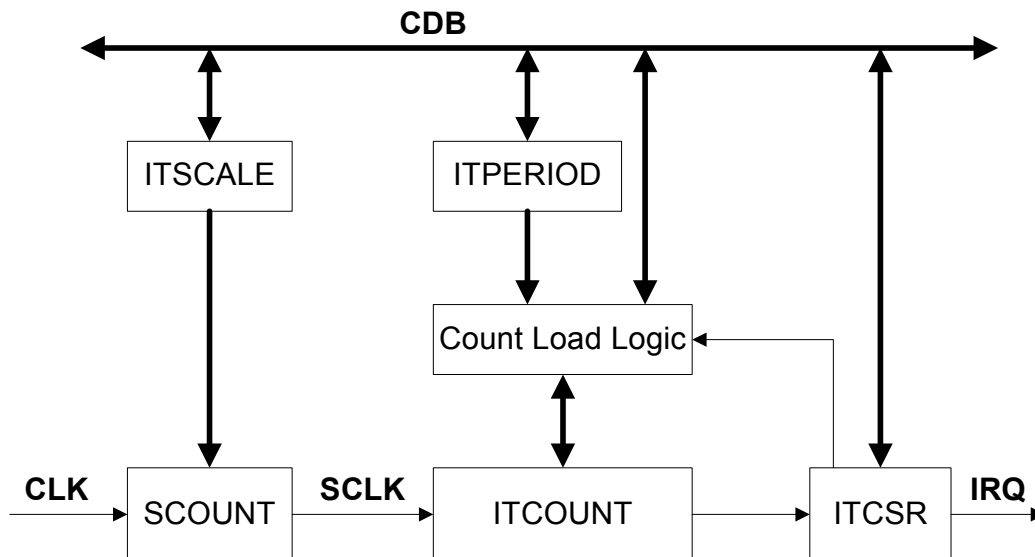 CDB
ITSCALE
ITPERIOD
Count Load Logic
CLK
SCOUNT
SCLK
ITCOUNT
ITCSR
IRQ